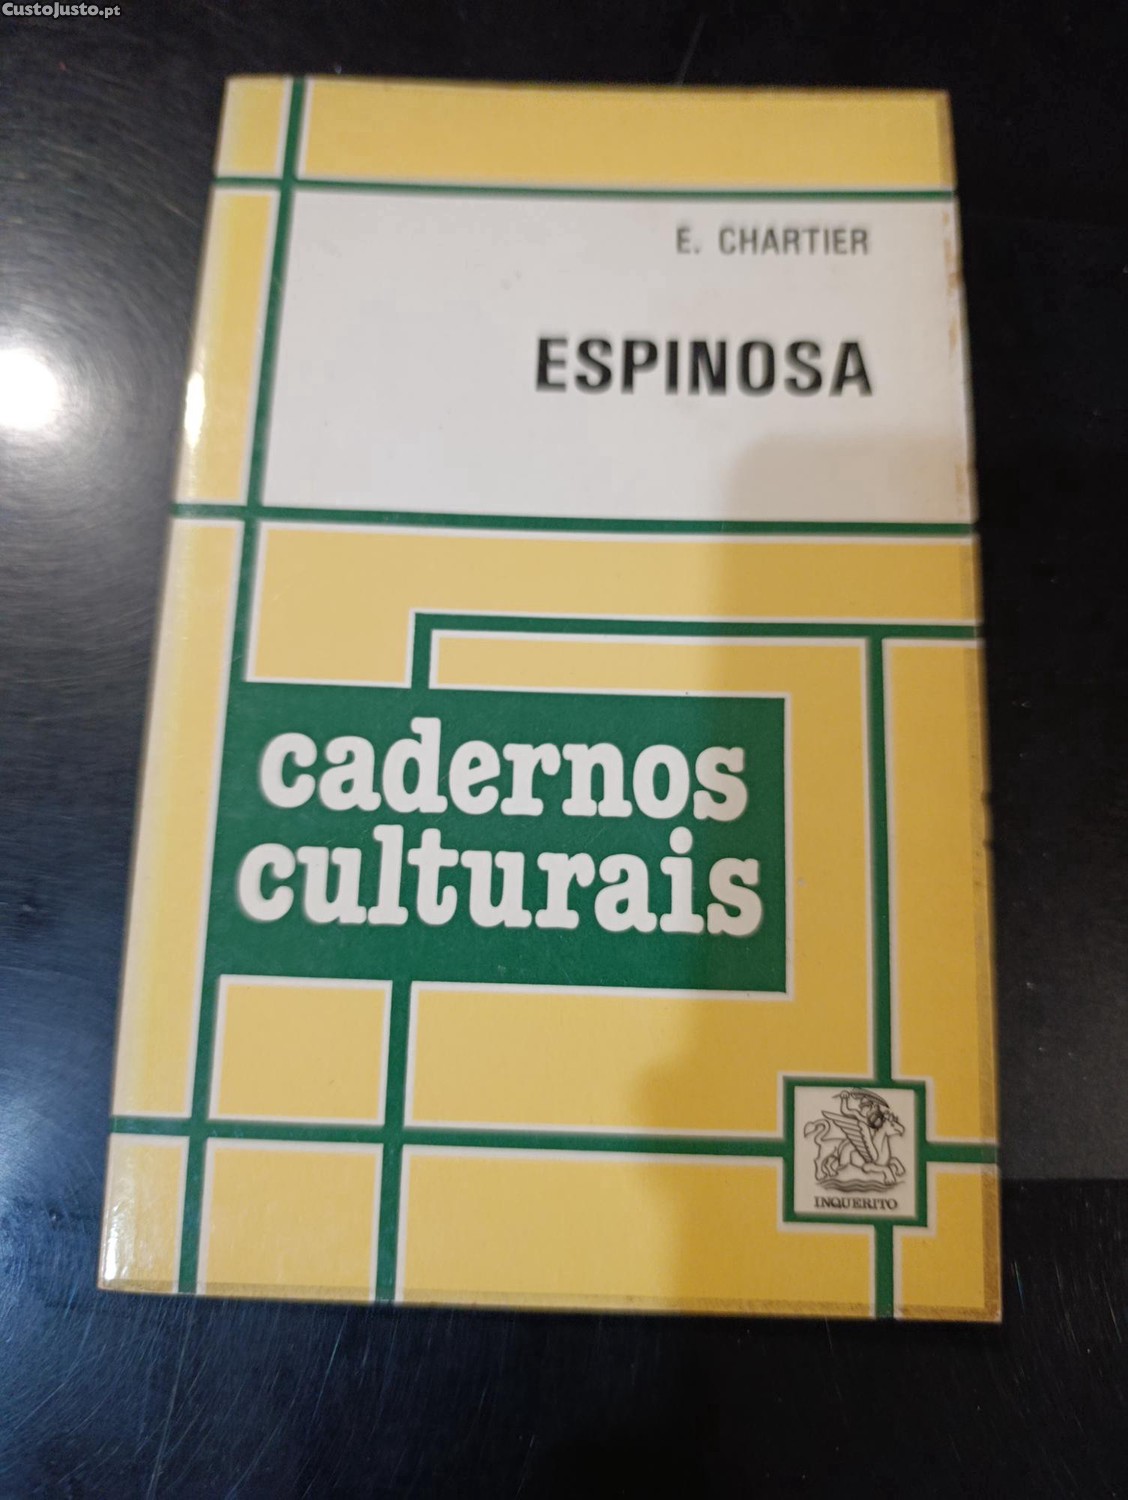 CustoJusto.pt
E. CHARTIER
ESPINOSA
cadernos
culturais
INQUERITO